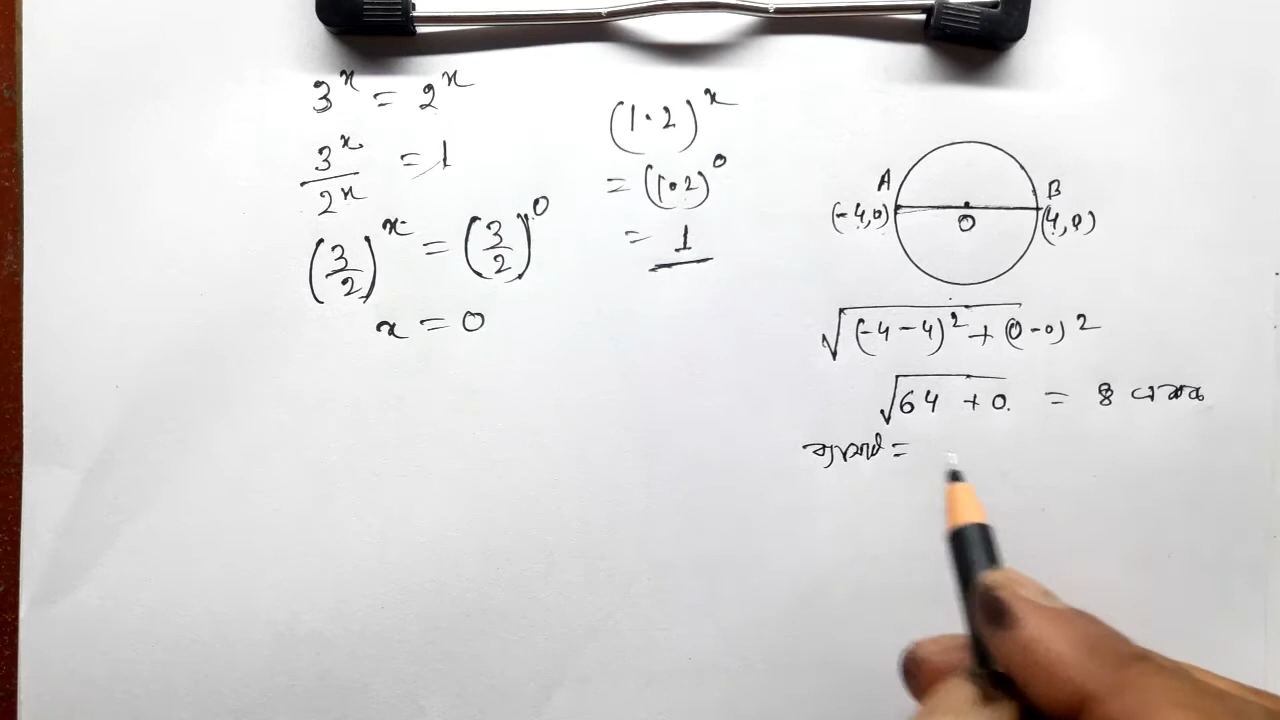 3^x = 2^x
3^x/2^x = 1
(3/2)^x = (3/2)^0
x = 0
(1·2)^x
= (1·2)^0
= 1
A B
(-4,0) O (4,0)
√(-4-4)²+(0-0)²
√64+0 = 8 একক
ব্যাসার্ধ =